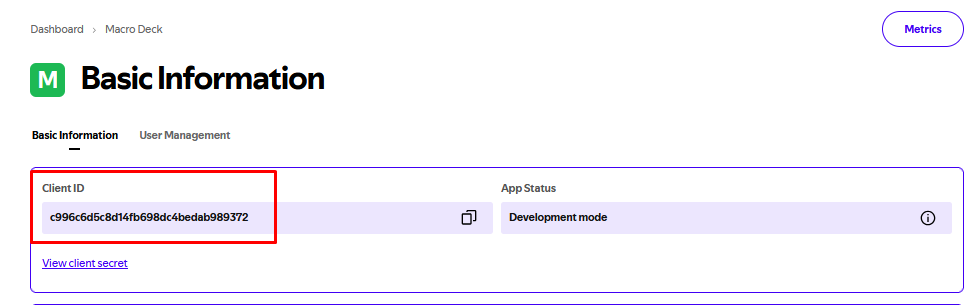 Dashboard › Macro Deck
Metrics
M Basic Information
Basic Information User Management
Client ID
c996c6d5c8d14fb698dc4bedab989372
App Status
Development mode
View client secret